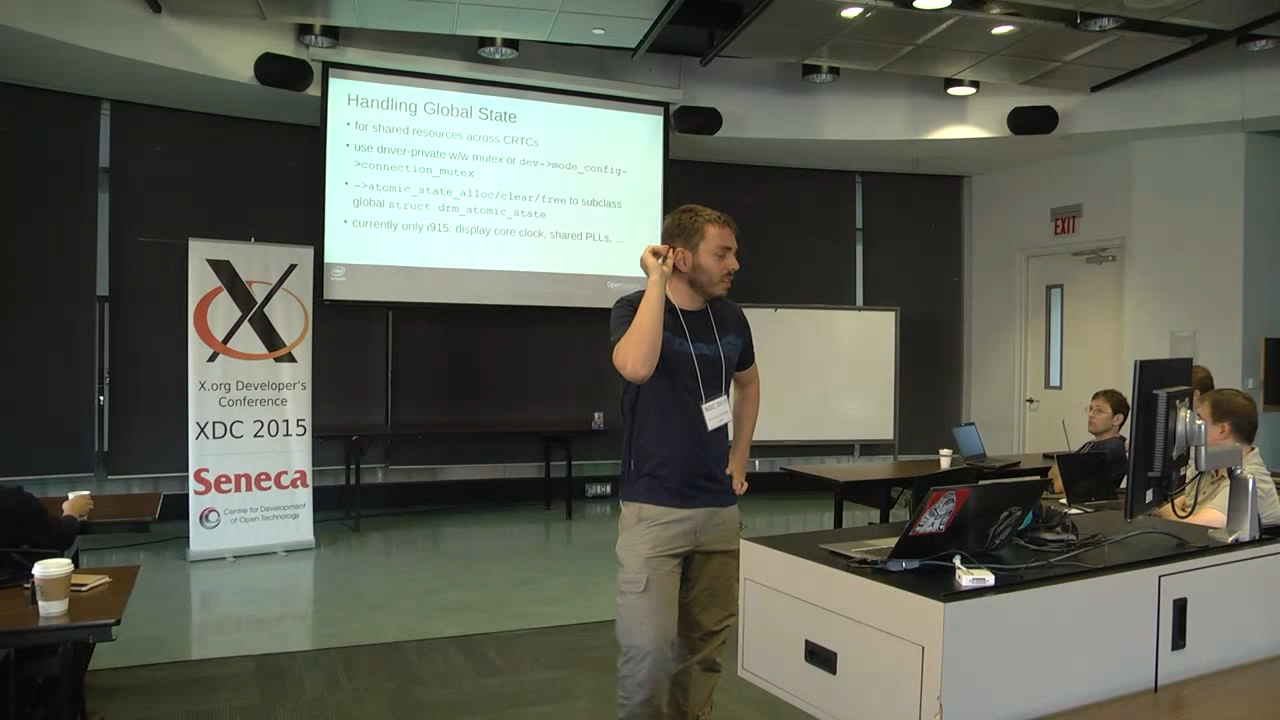 Handling Global State
• for shared resources across CRTCs
• use driver-private w/w mutex or dev->mode_config-
>connection_mutex
• ->atomic_state_alloc/clear/free to subclass
global struct drm_atomic_state
• currently only i915: display core clock, shared PLLs, ...
X
X.org Developer's
Conference
XDC 2015
Seneca
Centre for Development
of Open Technology
EXIT
XDC 2015